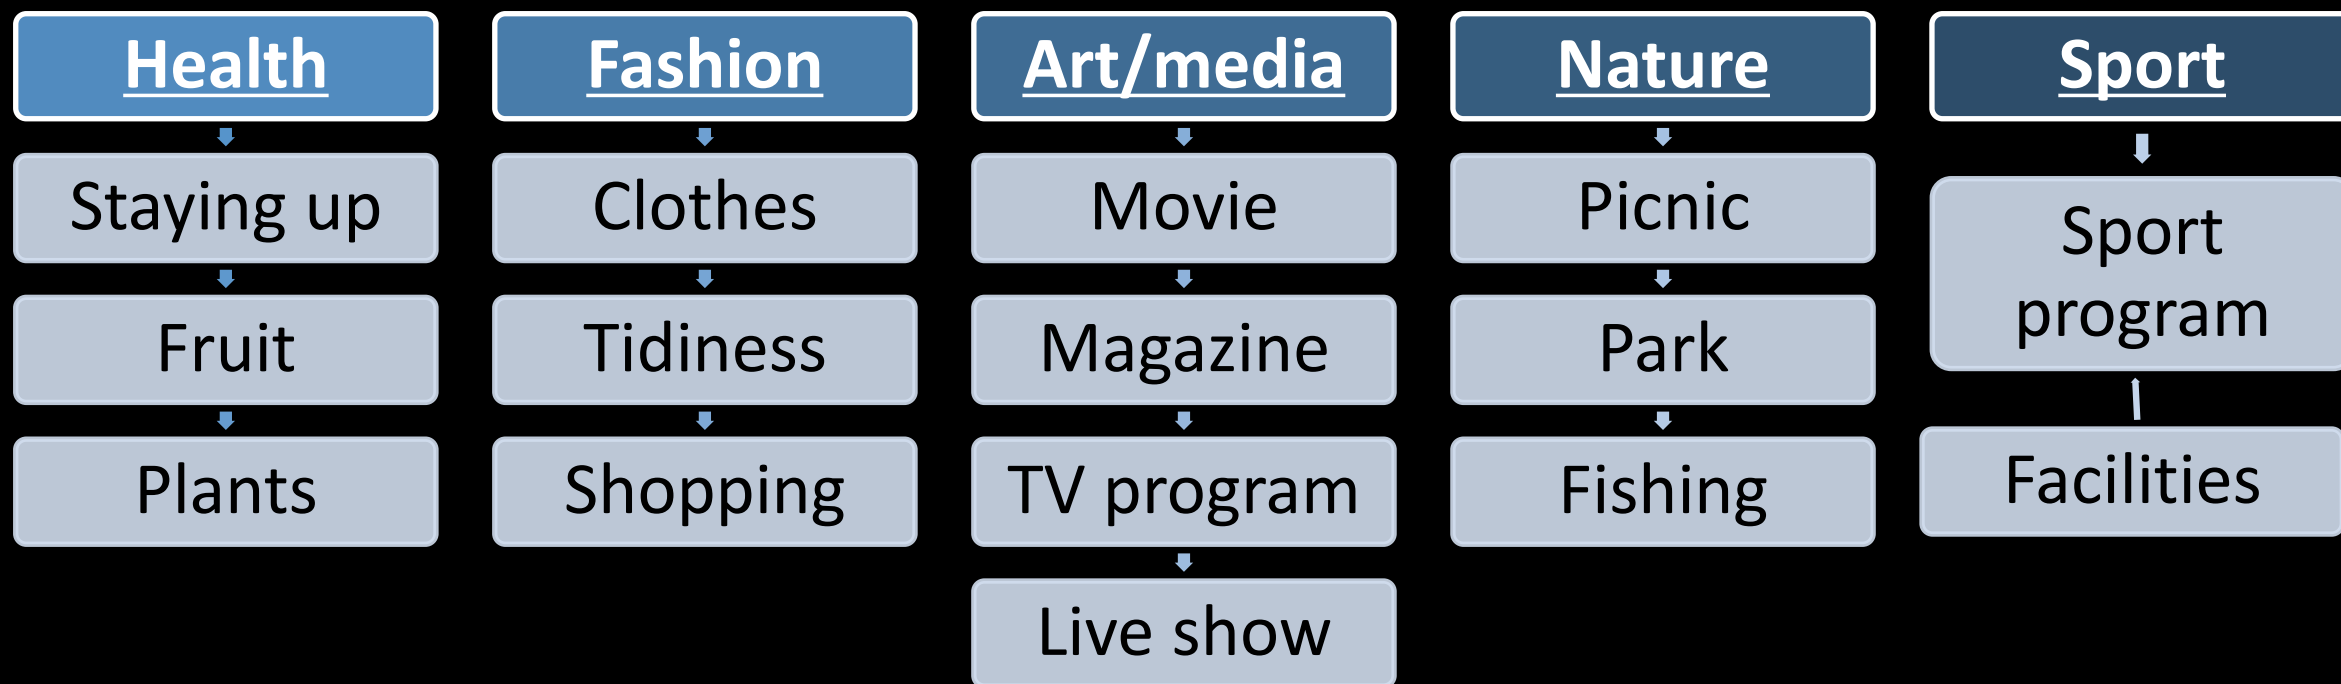 Health
Staying up
Fruit
Plants
Fashion
Clothes
Tidiness
Shopping
Art/media
Movie
Magazine
TV program
Live show
Nature
Picnic
Park
Fishing
Sport
Sport
program
Facilities